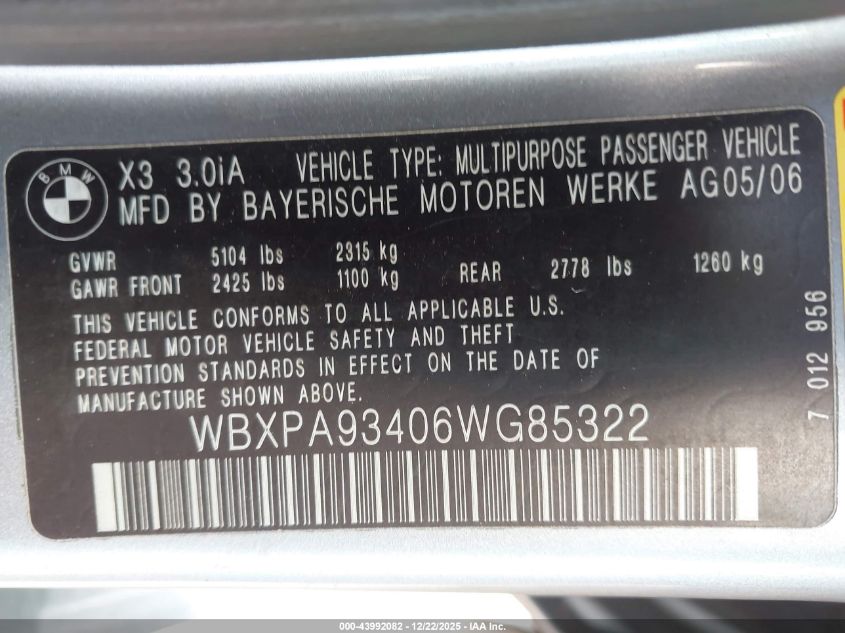 BMW
X3 3.0iA VEHICLE TYPE: MULTIPURPOSE PASSENGER VEHICLE
MFD BY BAYERISCHE MOTOREN WERKE AG05/06
GVWR 5104 lbs 2315 kg
GAWR FRONT 2425 lbs 1100 kg REAR 2778 lbs 1260 kg
THIS VEHICLE CONFORMS TO ALL APPLICABLE U.S.
FEDERAL MOTOR VEHICLE SAFETY AND THEFT
PREVENTION STANDARDS IN EFFECT ON THE DATE OF
MANUFACTURE SHOWN ABOVE.
WBXPA93406WG85322
7 012 956
000-43992082 - 12/22/2025 - IAA Inc.